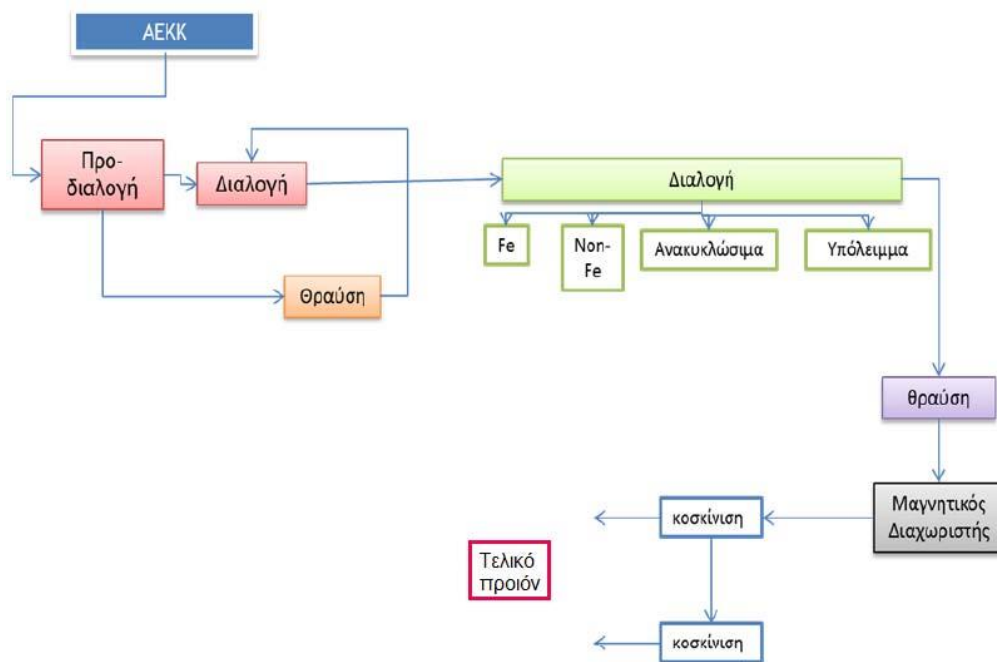 ΑΕΚΚ
Προ-
διαλογή
Διαλογή
Διαλογή
Fe
Non-
Fe
Ανακυκλώσιμα
Υπόλειμμα
Θραύση
θραύση
Μαγνητικός
Διαχωριστής
κοσκίνιση
Τελικό
προιόν
κοσκίνιση